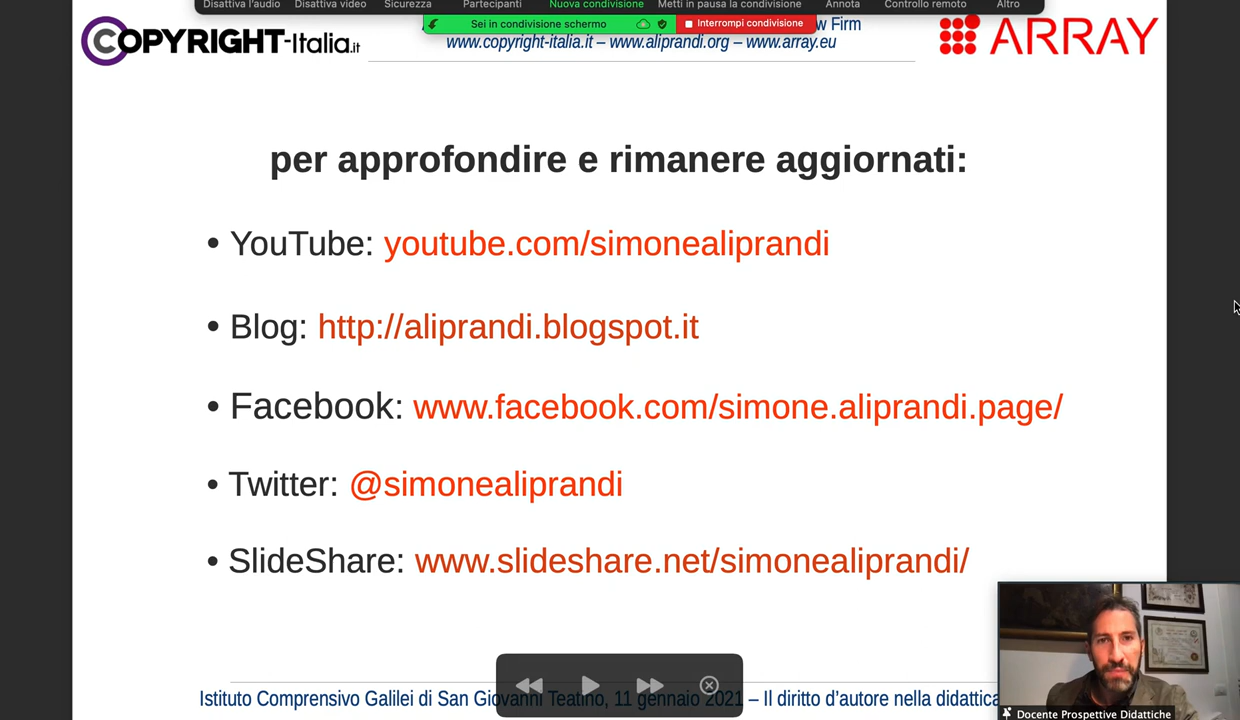 Disattiva l'audio Disattiva video Sicurezza Partecipanti Nuova condivisione Metti in pausa la condivisione Annota Controllo remoto Altro
Sei in condivisione schermo Interrompi condivisione w Firm
COPYRIGHT-Italia.it www.copyright-italia.it – www.aliprandi.org – www.array.eu ARRAY
per approfondire e rimanere aggiornati:
• YouTube: youtube.com/simonealiprandi
• Blog: http://aliprandi.blogspot.it
• Facebook: www.facebook.com/simone.aliprandi.page/
• Twitter: @simonealiprandi
• SlideShare: www.slideshare.net/simonealiprandi/
Istituto Comprensivo Galilei di San Giovanni Teatino, 11 gennaio 2021 – Il diritto d'autore nella didattica
Docente Prospettive Didattiche